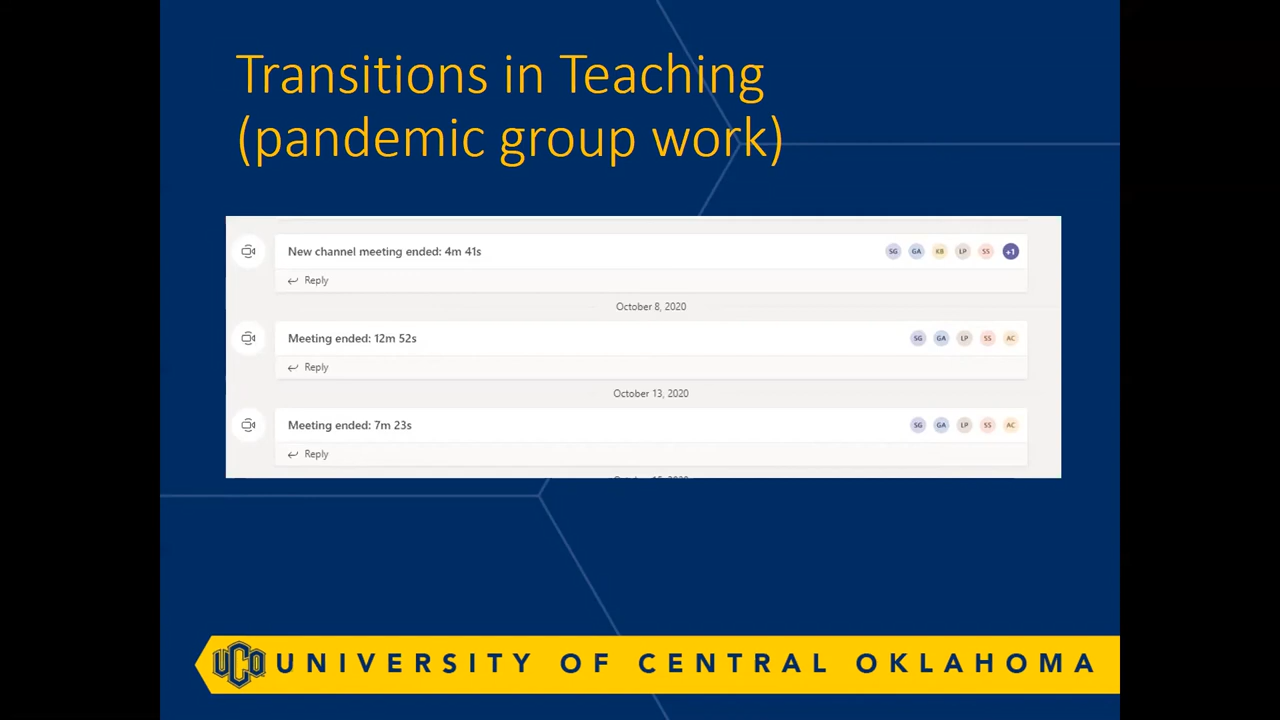 Transitions in Teaching
(pandemic group work)
New channel meeting ended: 4m 41s SG GA KB LP SS +1
Reply
October 8, 2020
Meeting ended: 12m 52s SG GA LP SS AC
Reply
October 13, 2020
Meeting ended: 7m 23s SG GA LP SS AC
Reply
UCO UNIVERSITY OF CENTRAL OKLAHOMA